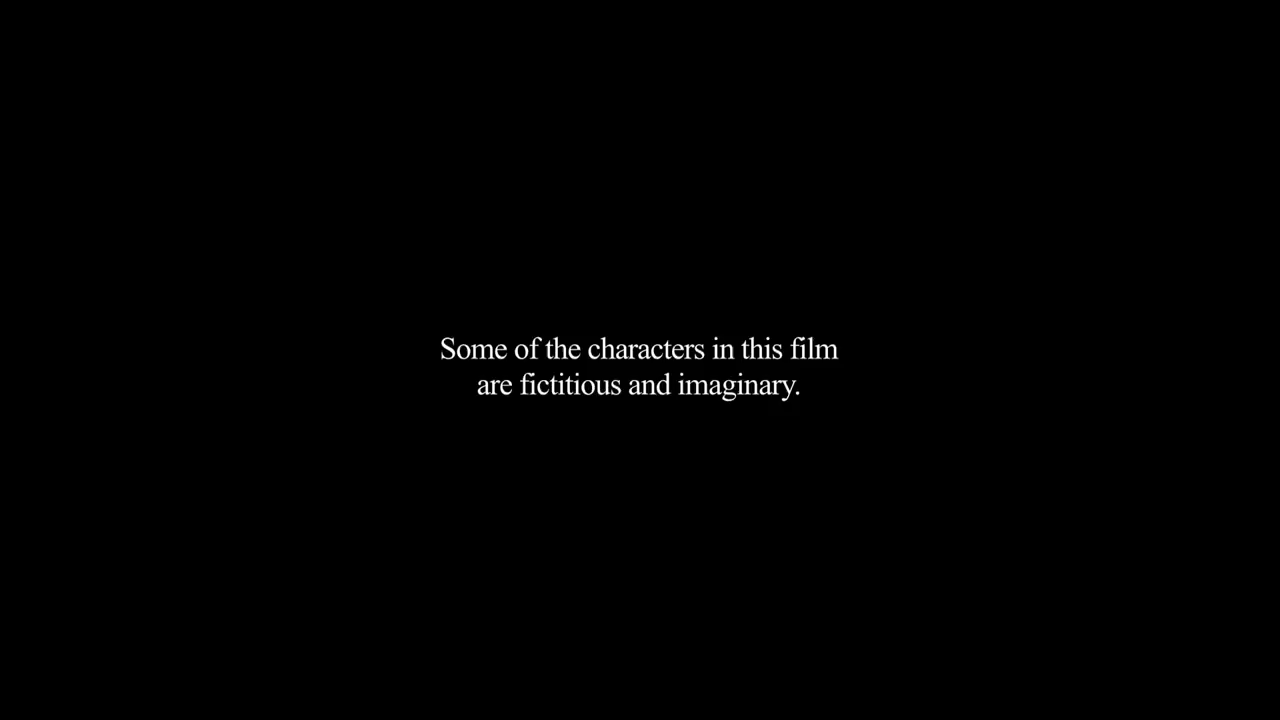 Some of the characters in this film
are fictitious and imaginary.